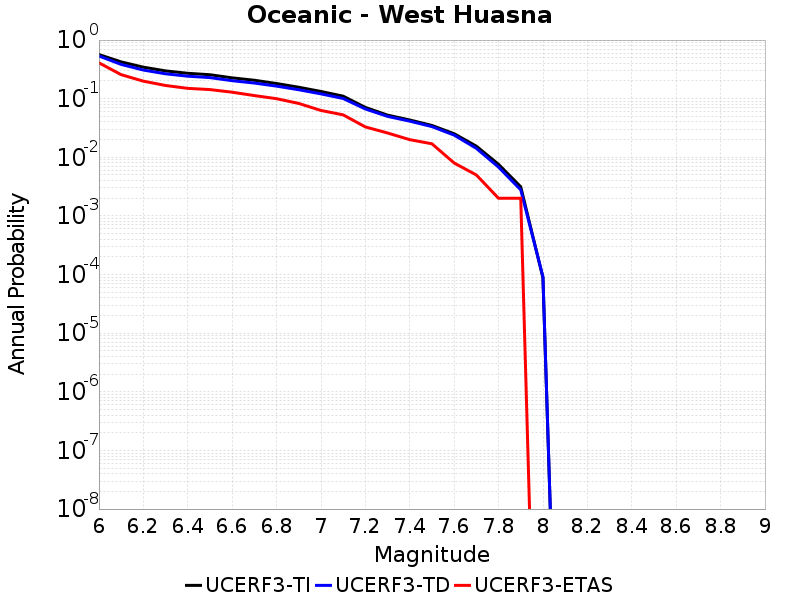 Oceanic - West Huasna
10^0
10^-1
10^-2
10^-3
10^-4
10^-5
10^-6
10^-7
10^-8
Annual Probability
6 6.2 6.4 6.6 6.8 7 7.2 7.4 7.6 7.8 8 8.2 8.4 8.6 8.8 9
Magnitude
UCERF3-TI UCERF3-TD UCERF3-ETAS